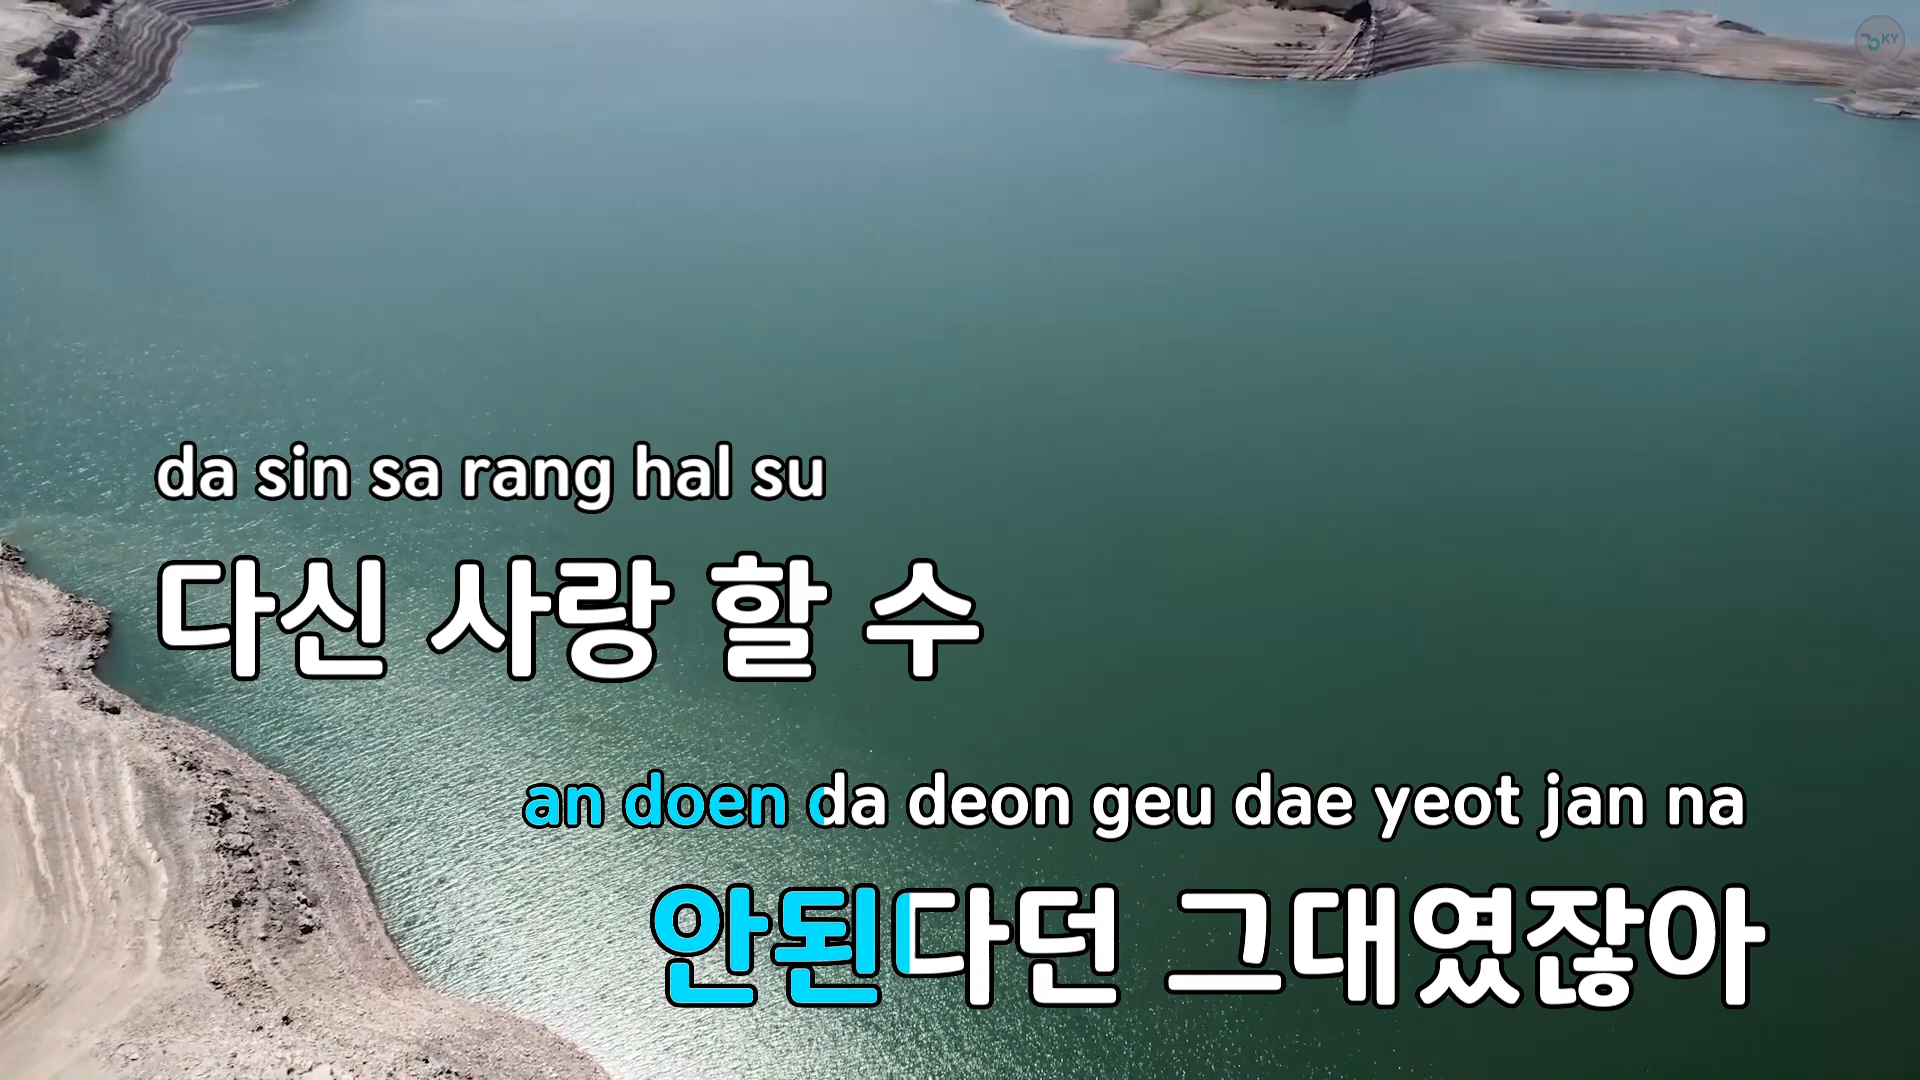 KY
da sin sa rang hal su
다신 사랑 할 수
an doen da deon geu dae yeot jan na
안된다던 그대였잖아